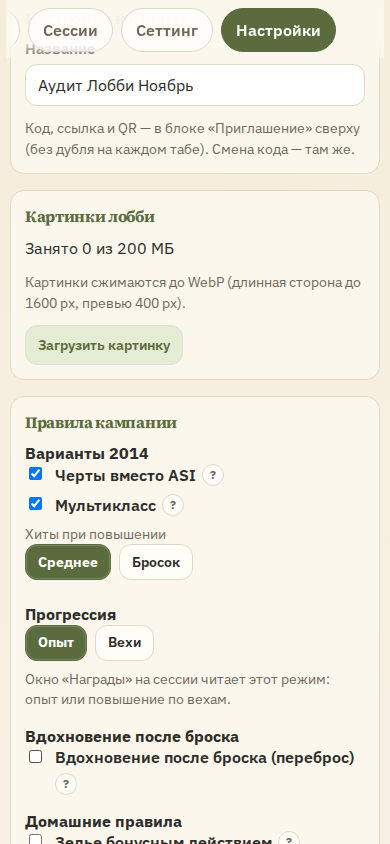 Сессии
Сеттинг
Настройки
Название
Аудит Лобби Ноябрь
Код, ссылка и QR — в блоке «Приглашение» сверху
(без дубля на каждом табе). Смена кода — там же.
Картинки лобби
Занято 0 из 200 МБ
Картинки сжимаются до WebP (длинная сторона до
1600 px, превью 400 px).
Загрузить картинку
Правила кампании
Варианты 2014
Черты вместо ASI ?
Мультикласс ?
Хиты при повышении
Среднее
Бросок
Прогрессия
Опыт
Вехи
Окно «Награды» на сессии читает этот режим:
опыт или повышение по вехам.
Вдохновение после броска
Вдохновение после броска (переброс)
?
Домашние правила
Зелье бонусным действием ?